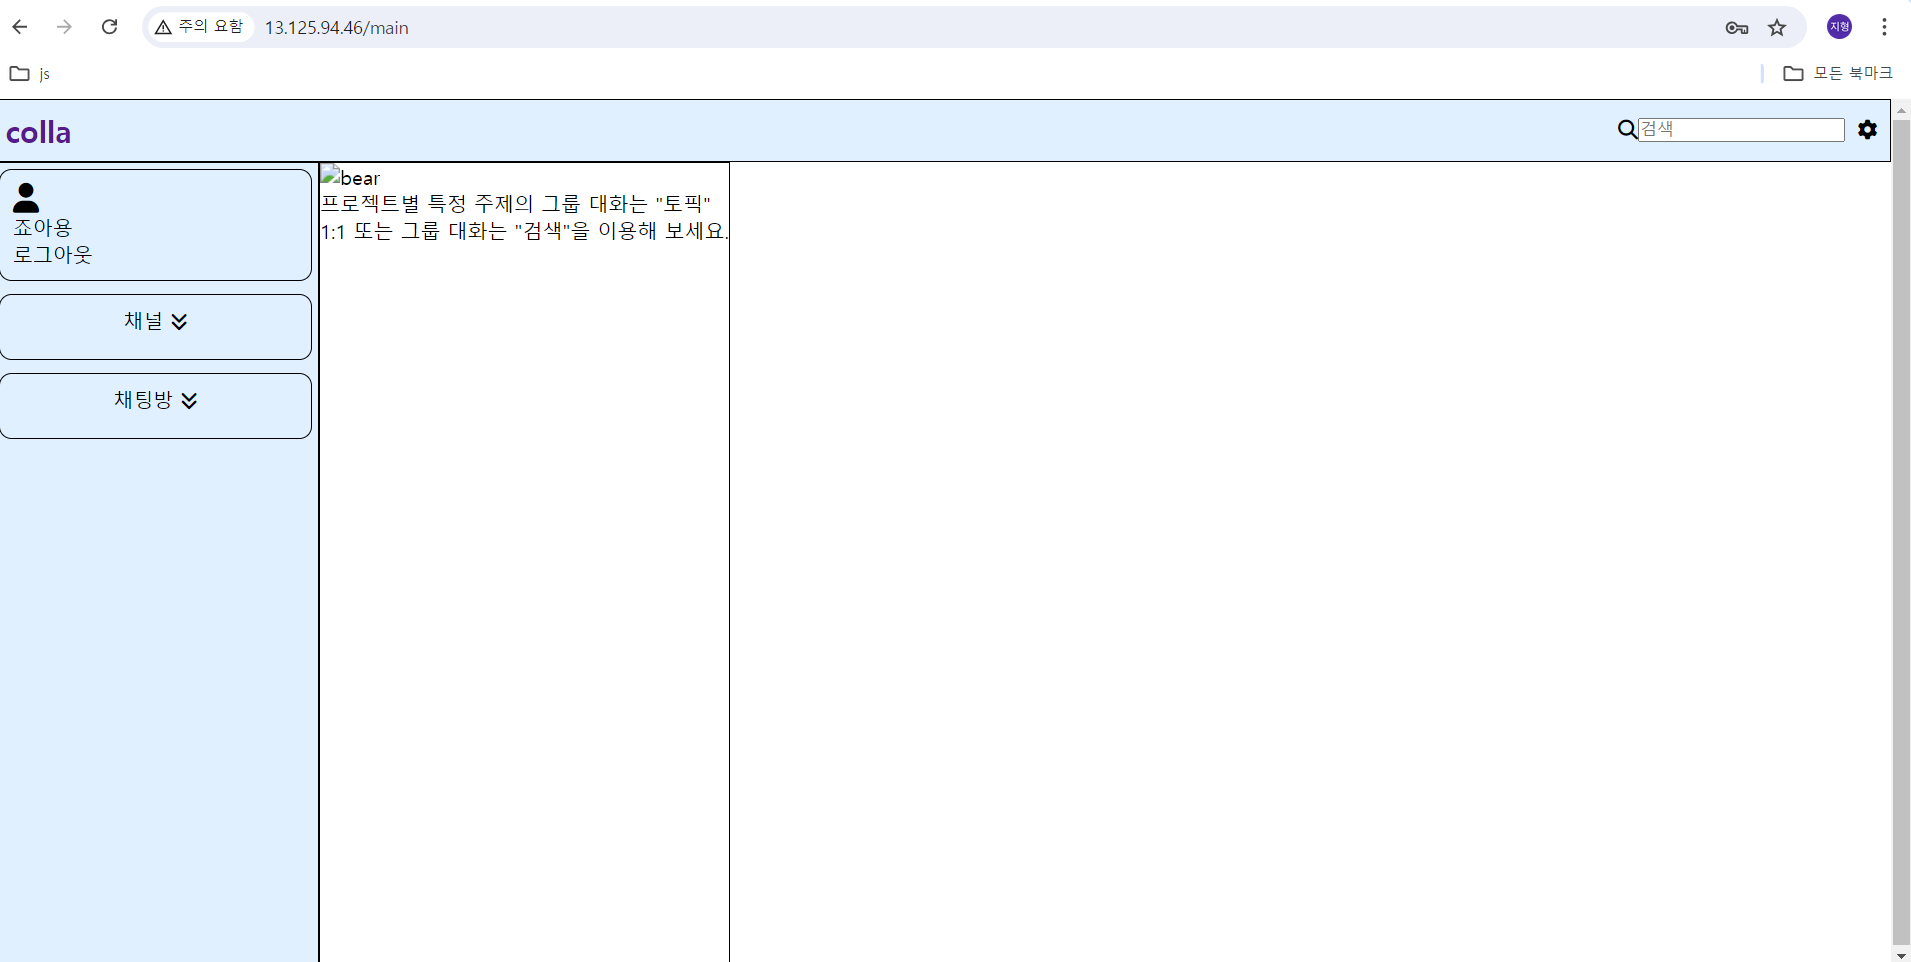 주의 요함
13.125.94.46/main
지형
js
모든 북마크
colla
검색
죠아용
로그아웃
채널
채팅방
bear
프로젝트별 특정 주제의 그룹 대화는 "토픽"
1:1 또는 그룹 대화는 "검색"을 이용해 보세요.